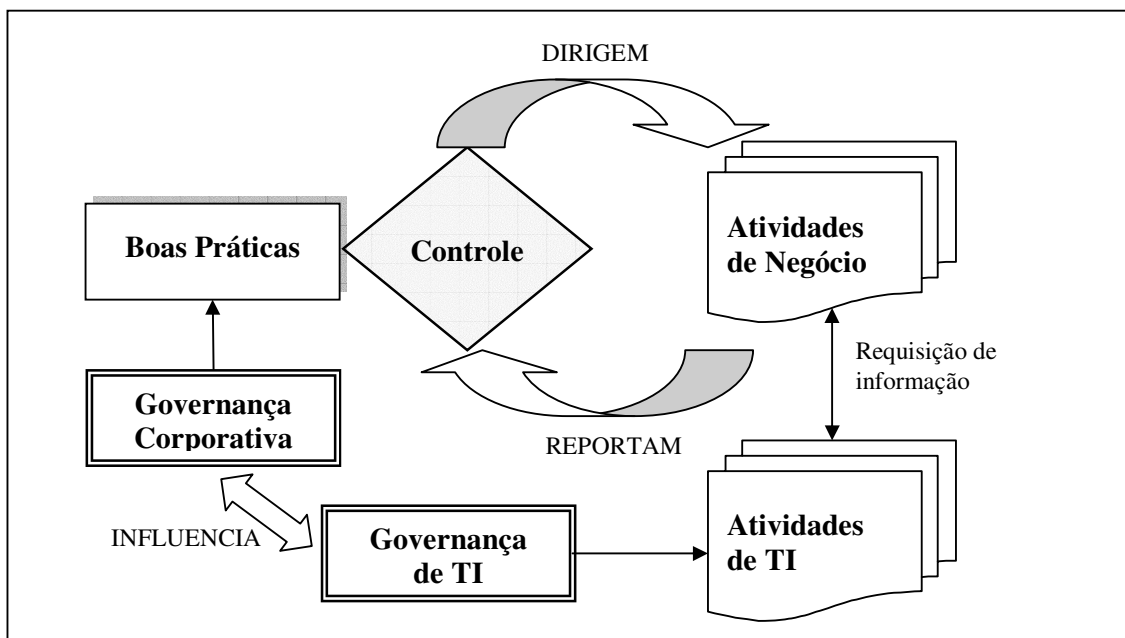 DIRIGEM
Boas Práticas
Controle
Atividades
de Negócio
Requisição de
informação
Governança
Corporativa
REPORTAM
INFLUENCIA
Governança
de TI
Atividades
de TI